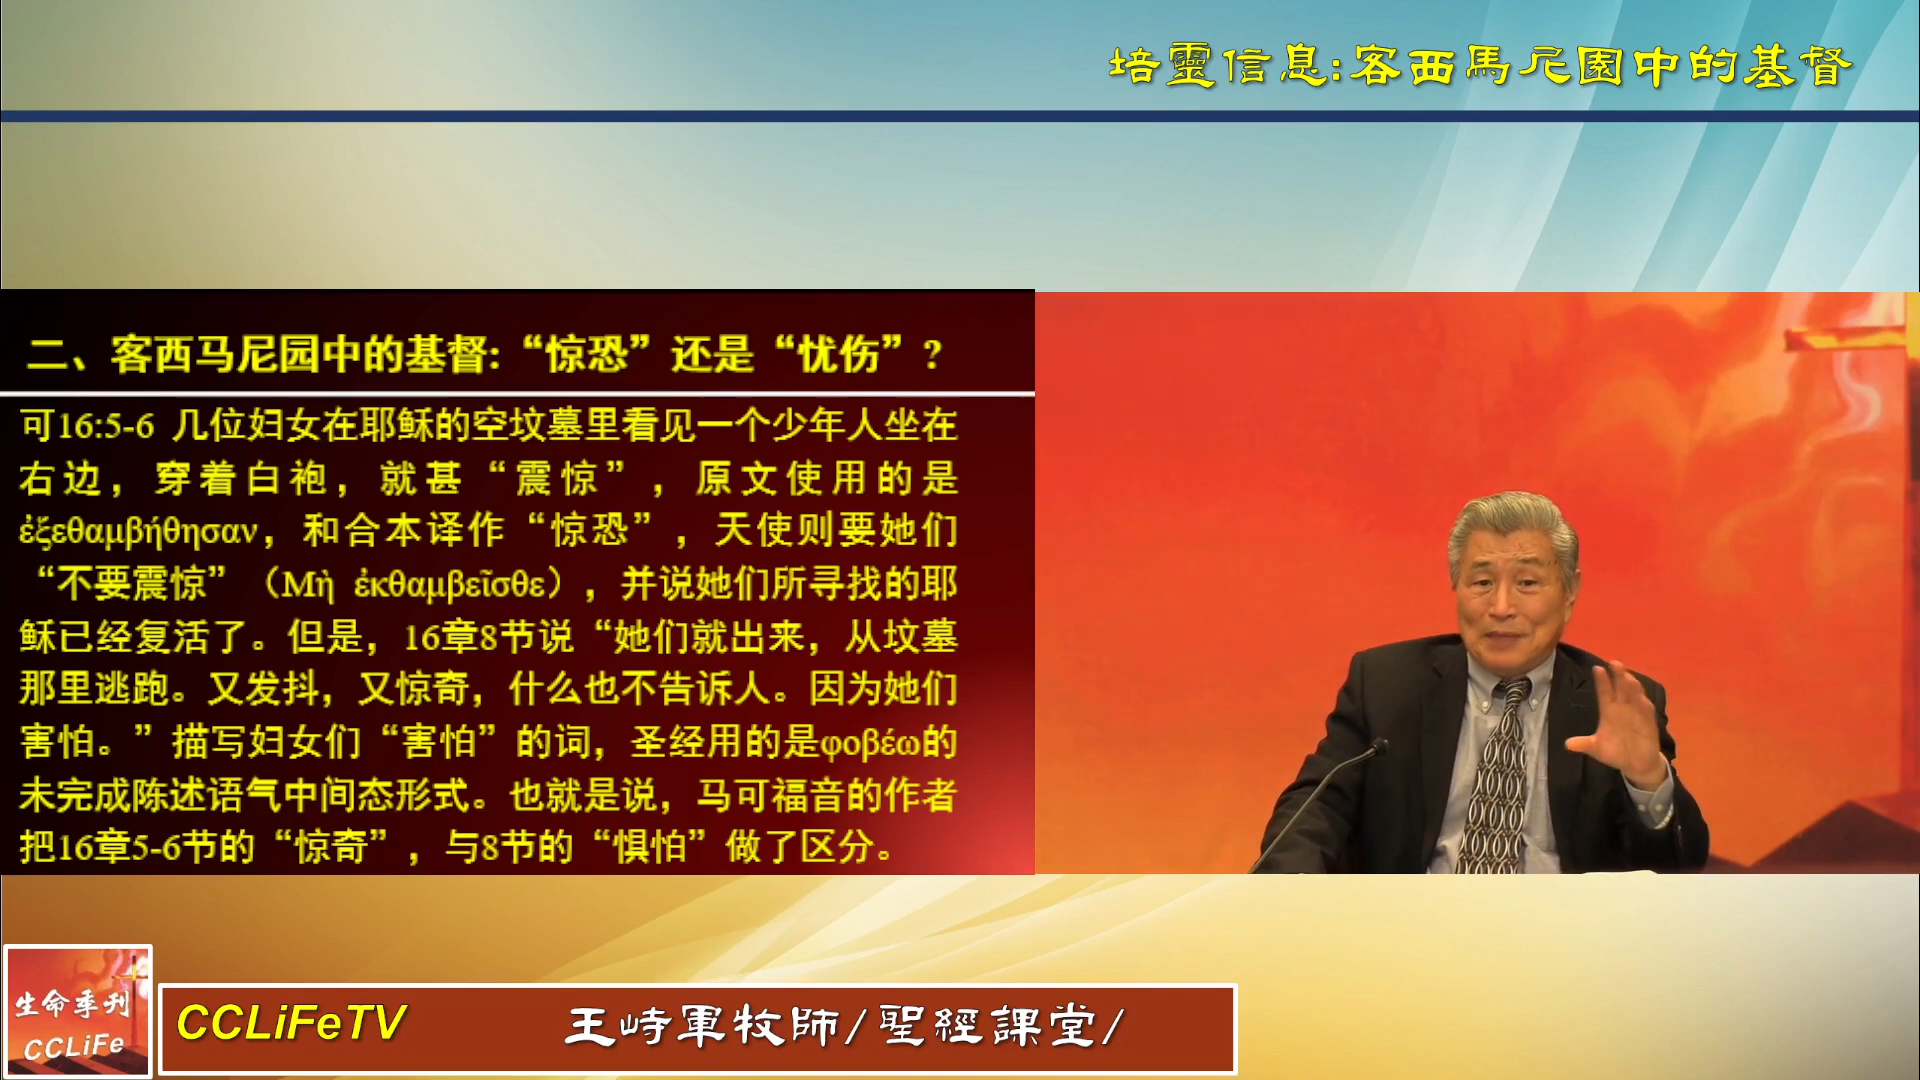 培靈信息:客西馬尼園中的基督
二、客西马尼园中的基督:“惊恐”还是“忧伤”?
可16:5-6 几位妇女在耶稣的空坟墓里看见一个少年人坐在
右边，穿着白袍，就甚“震惊”，原文使用的是
ἐξεθαμβήθησαν，和合本译作“惊恐”，天使则要她们
“不要震惊”（Μὴ ἐκθαμβεῖσθε），并说她们所寻找的耶
稣已经复活了。但是，16章8节说“她们就出来，从坟墓
那里逃跑。又发抖，又惊奇，什么也不告诉人。因为她们
害怕。”描写妇女们“害怕”的词，圣经用的是φοβέω的
未完成陈述语气中间态形式。也就是说，马可福音的作者
把16章5-6节的“惊奇”，与8节的“惧怕”做了区分。
生命季刊
CCLiFe
CCLiFeTV 王峙軍牧師/聖經課堂/